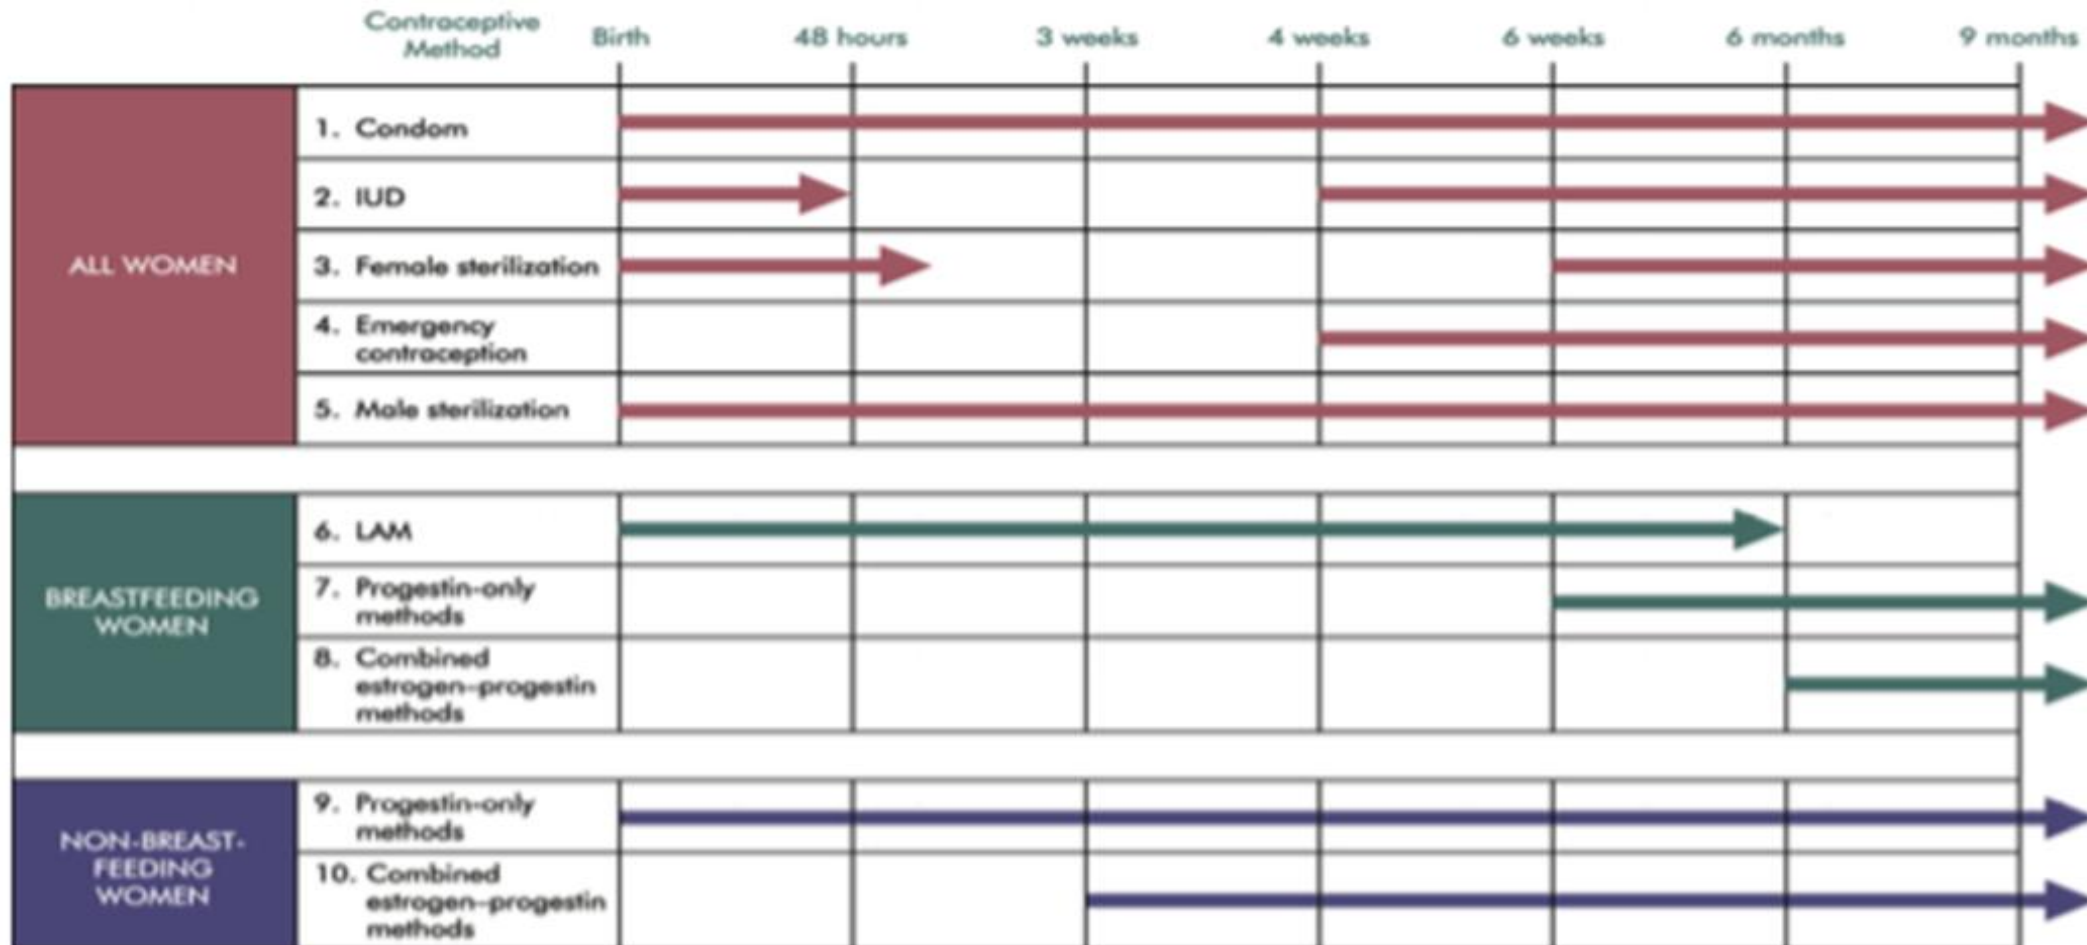 Contraceptive
Method
Birth
48 hours
3 weeks
4 weeks
6 weeks
6 months
9 months
ALL WOMEN
1. Condom
2. IUD
3. Female sterilization
4. Emergency
contraception
5. Male sterilization
BREASTFEEDING
WOMEN
6. LAM
7. Progestin-only
methods
8. Combined
estrogen–progestin
methods
NON-BREAST-
FEEDING
WOMEN
9. Progestin-only
methods
10. Combined
estrogen–progestin
methods